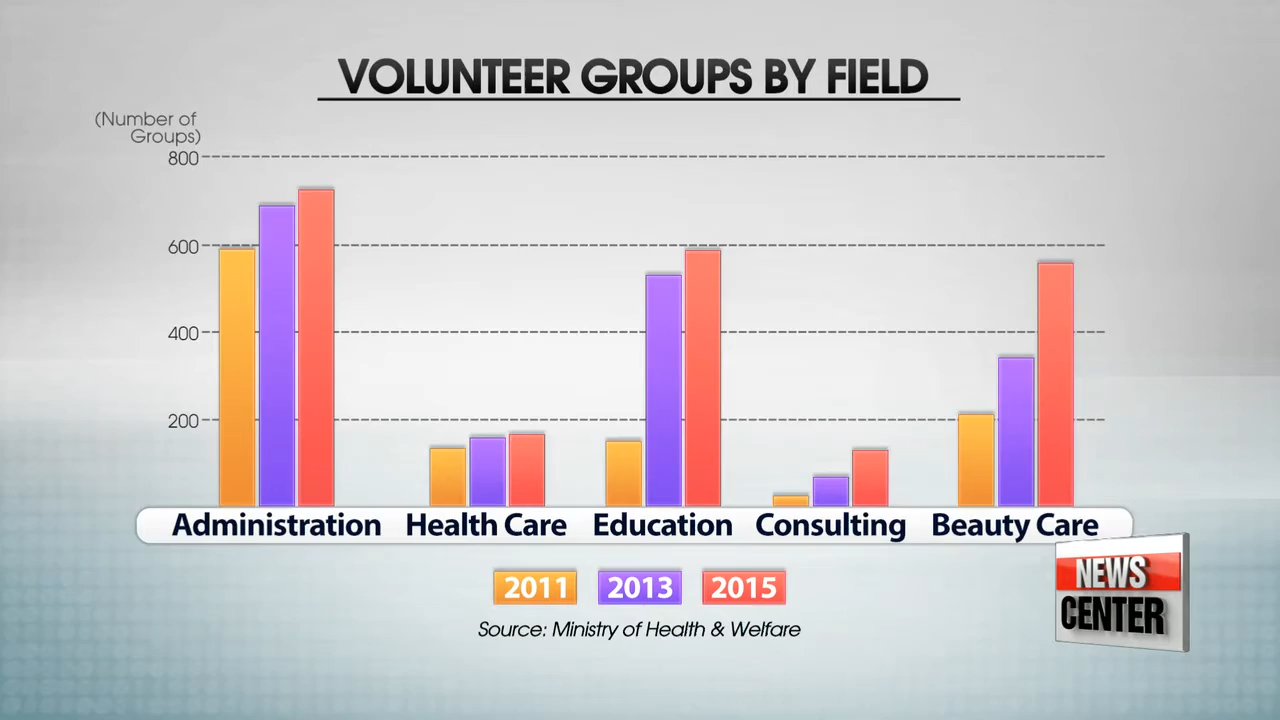 VOLUNTEER GROUPS BY FIELD
(Number of
Groups)
800
600
400
200
Administration Health Care Education Consulting Beauty Care
2011 2013 2015
Source: Ministry of Health & Welfare
NEWS
CENTER